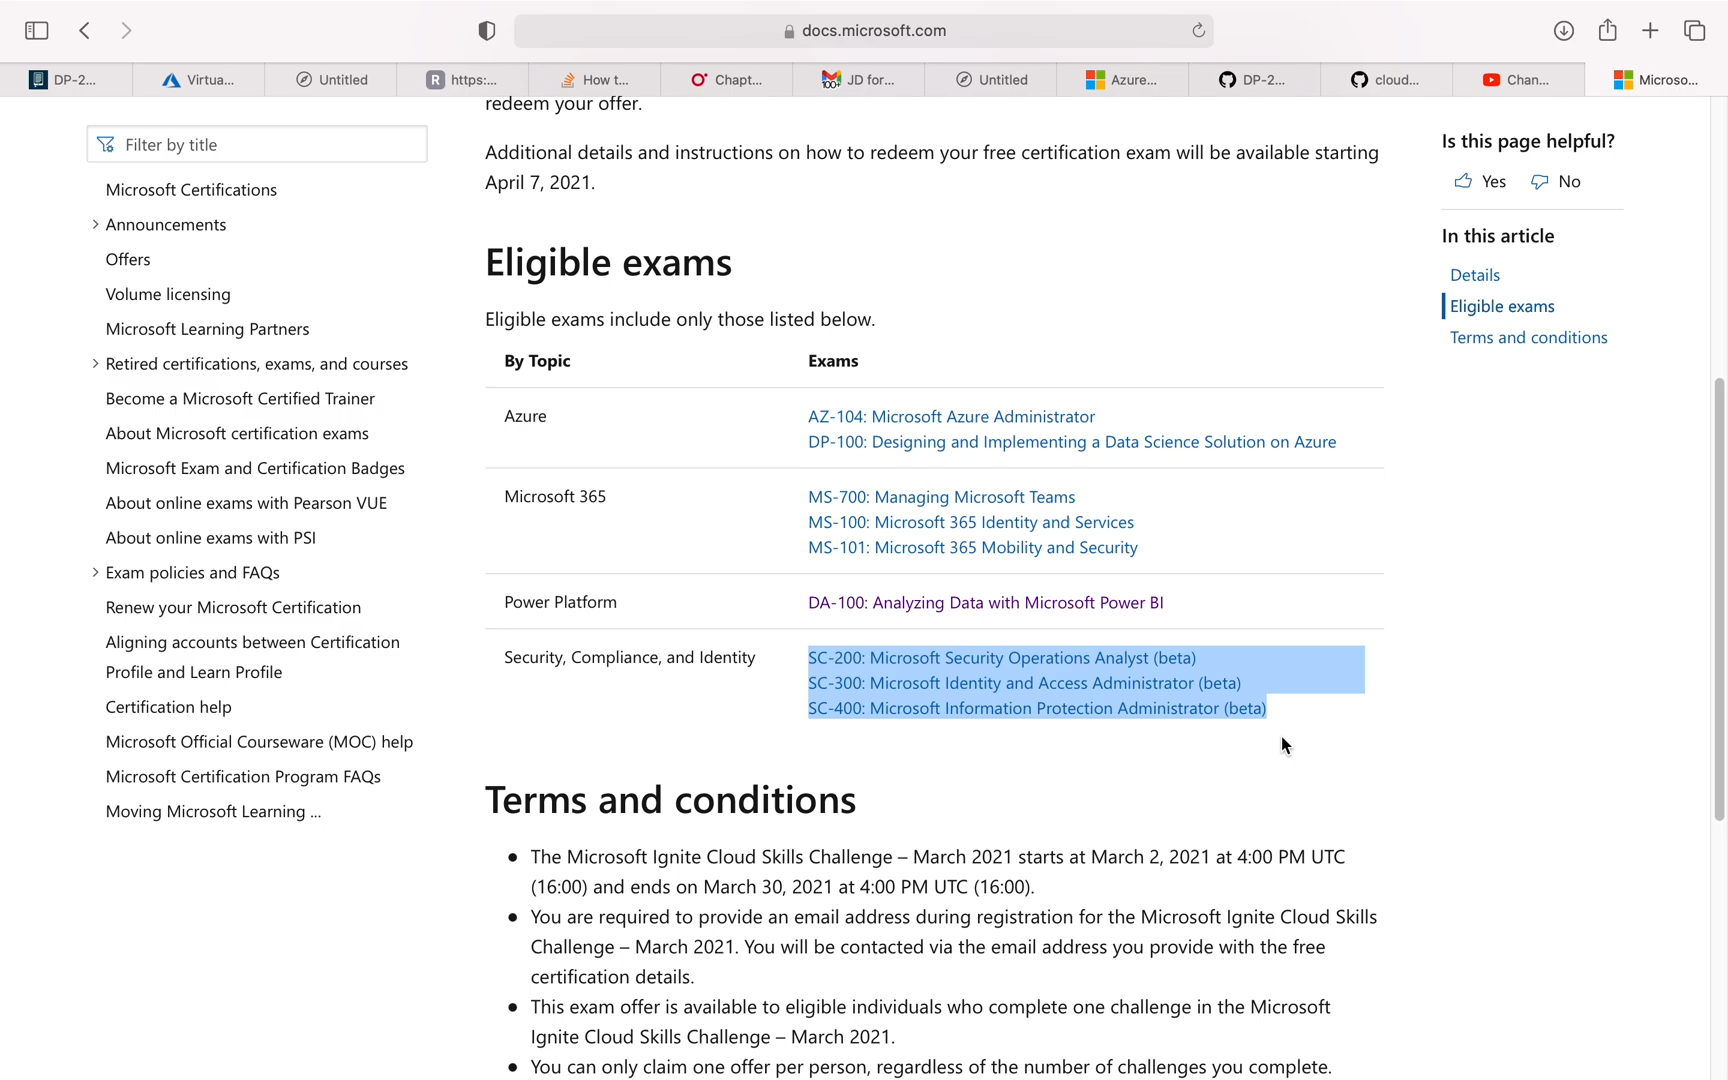 docs.microsoft.com
DP-2...
Virtua...
Untitled
R https:...
How t...
Chapt...
100+ JD for...
Untitled
Azure...
DP-2...
cloud...
Chan...
Microso...
redeem your offer.
Filter by title
Microsoft Certifications
Announcements
Offers
Volume licensing
Microsoft Learning Partners
Retired certifications, exams, and courses
Become a Microsoft Certified Trainer
About Microsoft certification exams
Microsoft Exam and Certification Badges
About online exams with Pearson VUE
About online exams with PSI
Exam policies and FAQs
Renew your Microsoft Certification
Aligning accounts between Certification
Profile and Learn Profile
Certification help
Microsoft Official Courseware (MOC) help
Microsoft Certification Program FAQs
Moving Microsoft Learning ...
Additional details and instructions on how to redeem your free certification exam will be available starting
April 7, 2021.
Eligible exams
Eligible exams include only those listed below.
By Topic Exams
Azure AZ-104: Microsoft Azure Administrator
DP-100: Designing and Implementing a Data Science Solution on Azure
Microsoft 365 MS-700: Managing Microsoft Teams
MS-100: Microsoft 365 Identity and Services
MS-101: Microsoft 365 Mobility and Security
Power Platform DA-100: Analyzing Data with Microsoft Power BI
Security, Compliance, and Identity SC-200: Microsoft Security Operations Analyst (beta)
SC-300: Microsoft Identity and Access Administrator (beta)
SC-400: Microsoft Information Protection Administrator (beta)
Terms and conditions
• The Microsoft Ignite Cloud Skills Challenge – March 2021 starts at March 2, 2021 at 4:00 PM UTC
(16:00) and ends on March 30, 2021 at 4:00 PM UTC (16:00).
• You are required to provide an email address during registration for the Microsoft Ignite Cloud Skills
Challenge – March 2021. You will be contacted via the email address you provide with the free
certification details.
• This exam offer is available to eligible individuals who complete one challenge in the Microsoft
Ignite Cloud Skills Challenge – March 2021.
• You can only claim one offer per person, regardless of the number of challenges you complete.
Is this page helpful?
Yes No
In this article
Details
Eligible exams
Terms and conditions